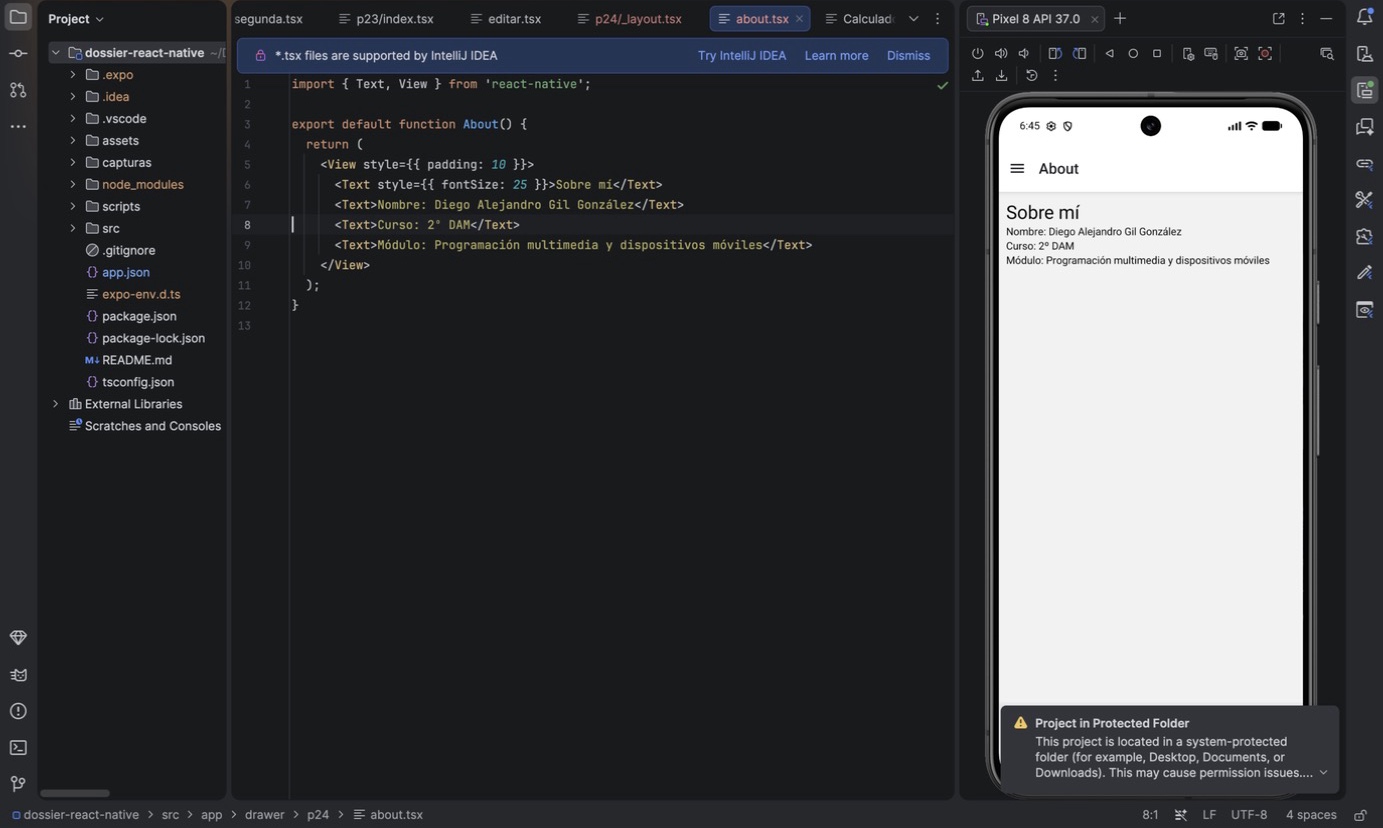 Project
dossier-react-native ~/D
.expo
.idea
.vscode
assets
capturas
node_modules
scripts
src
.gitignore
{} app.json
expo-env.d.ts
{} package.json
{} package-lock.json
M↓ README.md
{} tsconfig.json
External Libraries
Scratches and Consoles
segunda.tsx
p23/index.tsx
editar.tsx
p24/_layout.tsx
about.tsx
Calculad
*.tsx files are supported by IntelliJ IDEA
Try IntelliJ IDEA
Learn more
Dismiss
1 import { Text, View } from 'react-native';
2
3 export default function About() {
4 return (
5 <View style={{ padding: 10 }}>
6 <Text style={{ fontSize: 25 }}>Sobre mí</Text>
7 <Text>Nombre: Diego Alejandro Gil González</Text>
8 <Text>Curso: 2º DAM</Text>
9 <Text>Módulo: Programación multimedia y dispositivos móviles</Text>
10 </View>
11 );
12 }
13
Pixel 8 API 37.0
6:45
About
Sobre mí
Nombre: Diego Alejandro Gil González
Curso: 2º DAM
Módulo: Programación multimedia y dispositivos móviles
Project in Protected Folder
This project is located in a system-protected
folder (for example, Desktop, Documents, or
Downloads). This may cause permission issues....
dossier-react-native > src > app > drawer > p24 > about.tsx
8:1
LF
UTF-8
4 spaces